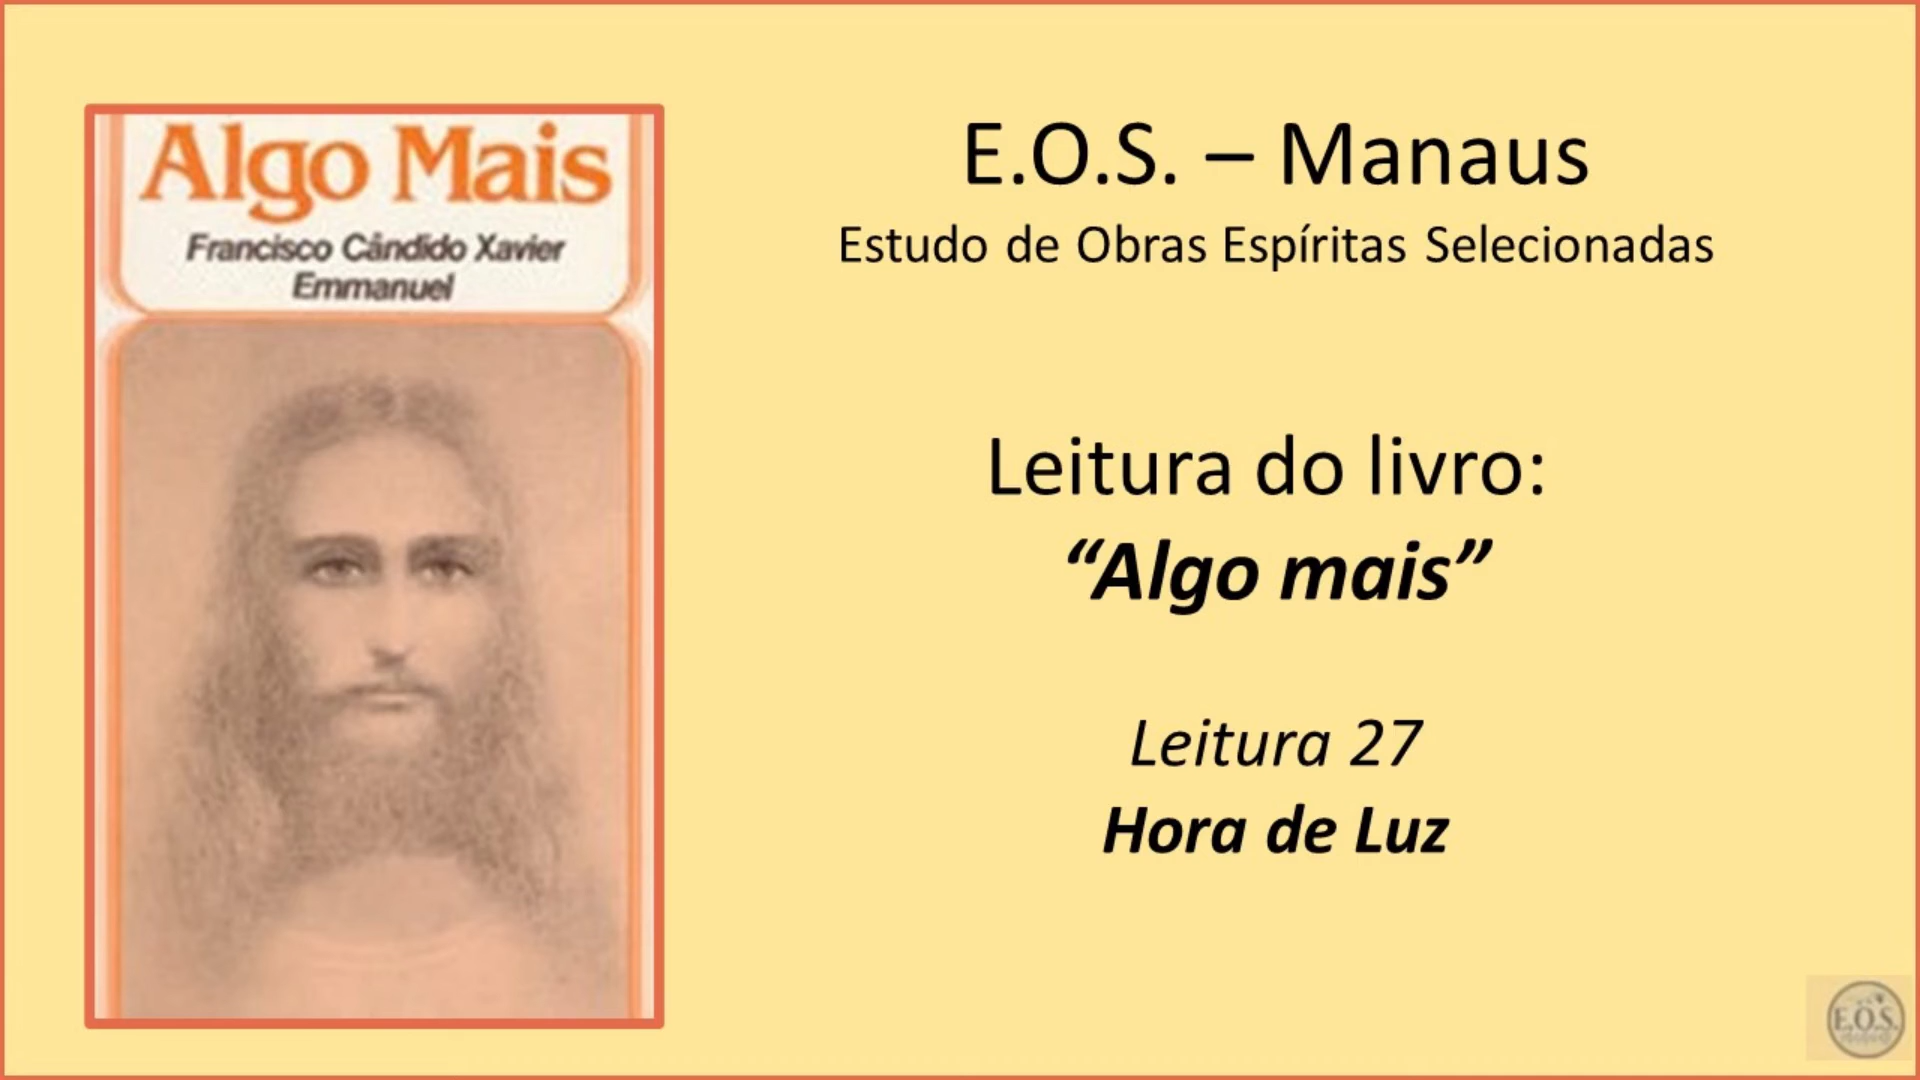 Algo Mais
Francisco Cândido Xavier
Emmanuel
E.O.S. – Manaus
Estudo de Obras Espíritas Selecionadas
Leitura do livro:
“Algo mais”
Leitura 27
Hora de Luz
E.O.S.